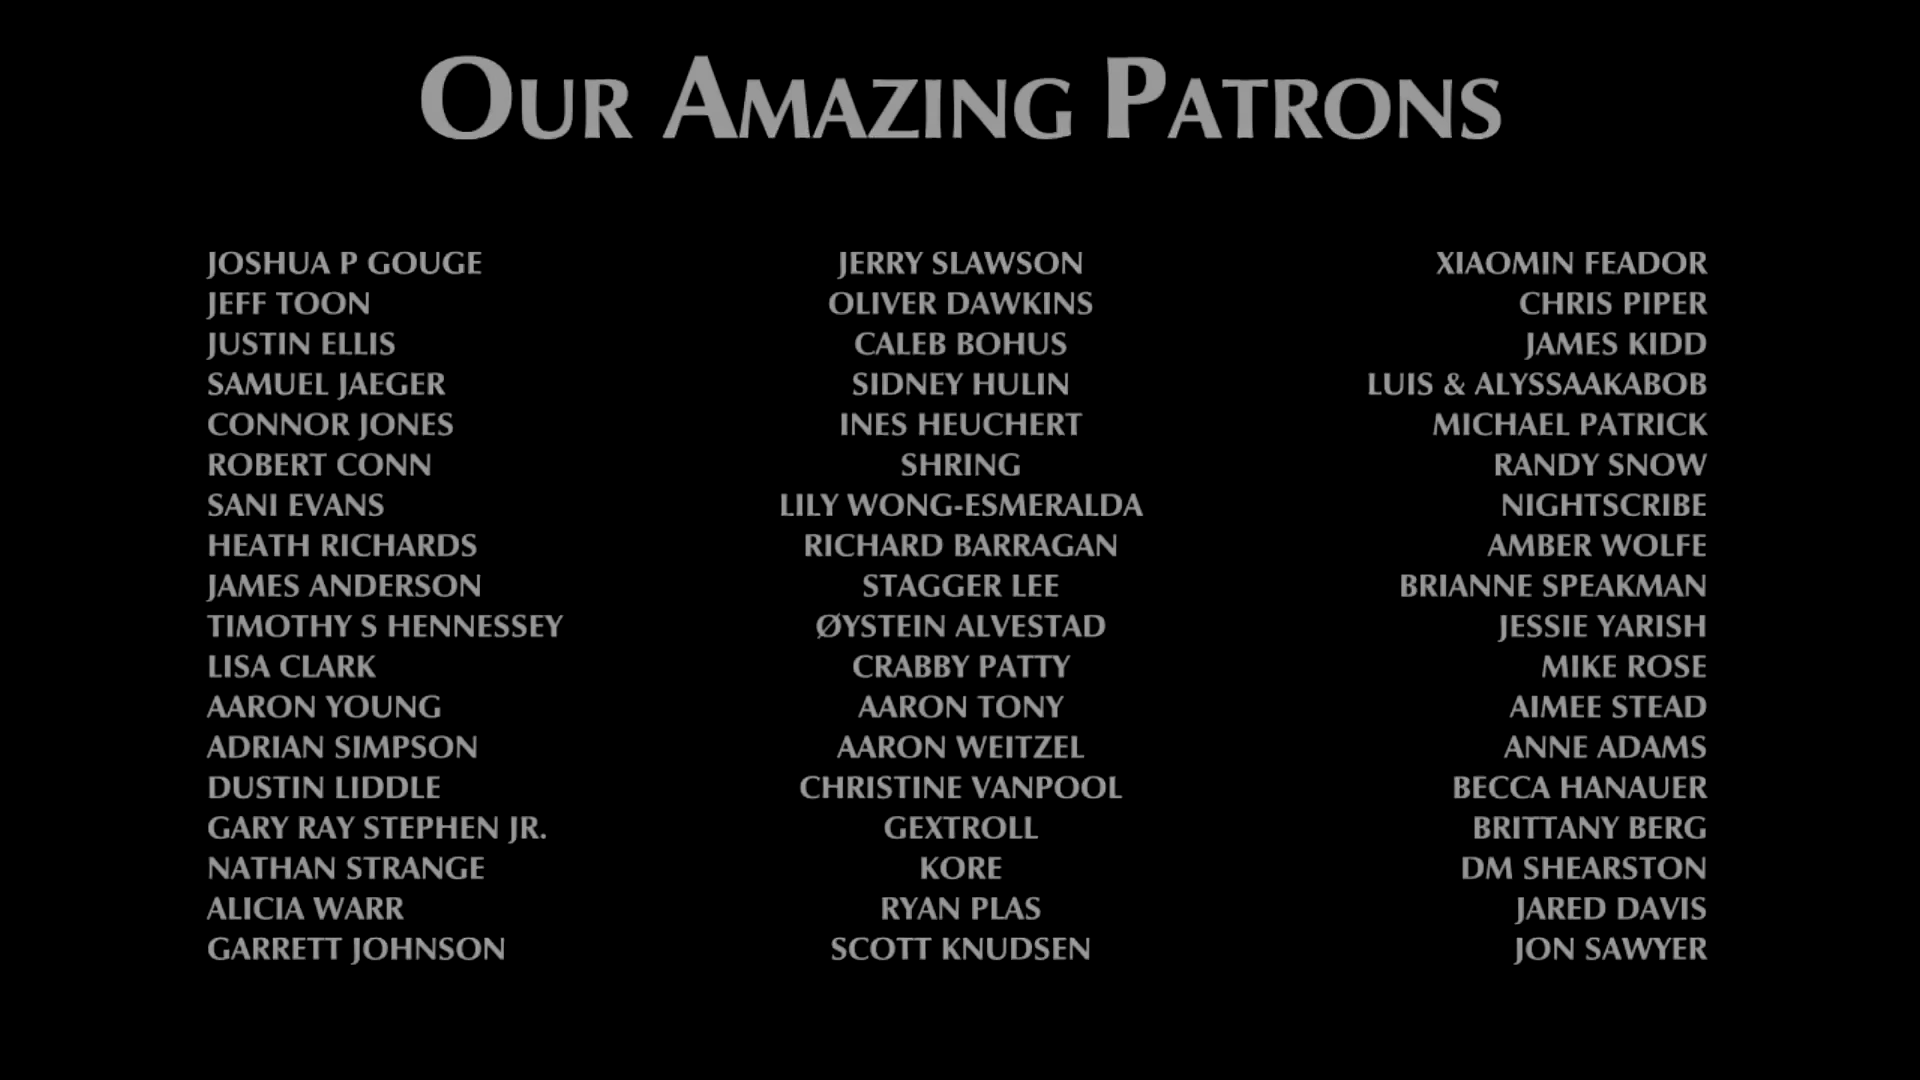 OUR AMAZING PATRONS
JOSHUA P GOUGE
JEFF TOON
JUSTIN ELLIS
SAMUEL JAEGER
CONNOR JONES
ROBERT CONN
SANI EVANS
HEATH RICHARDS
JAMES ANDERSON
TIMOTHY S HENNESSEY
LISA CLARK
AARON YOUNG
ADRIAN SIMPSON
DUSTIN LIDDLE
GARY RAY STEPHEN JR.
NATHAN STRANGE
ALICIA WARR
GARRETT JOHNSON
JERRY SLAWSON
OLIVER DAWKINS
CALEB BOHUS
SIDNEY HULIN
INES HEUCHERT
SHRING
LILY WONG-ESMERALDA
RICHARD BARRAGAN
STAGGER LEE
ØYSTEIN ALVESTAD
CRABBY PATTY
AARON TONY
AARON WEITZEL
CHRISTINE VANPOOL
GEXTROLL
KORE
RYAN PLAS
SCOTT KNUDSEN
XIAOMIN FEADOR
CHRIS PIPER
JAMES KIDD
LUIS & ALYSSAAKABOB
MICHAEL PATRICK
RANDY SNOW
NIGHTSCRIBE
AMBER WOLFE
BRIANNE SPEAKMAN
JESSIE YARISH
MIKE ROSE
AIMEE STEAD
ANNE ADAMS
BECCA HANAUER
BRITTANY BERG
DM SHEARSTON
JARED DAVIS
JON SAWYER